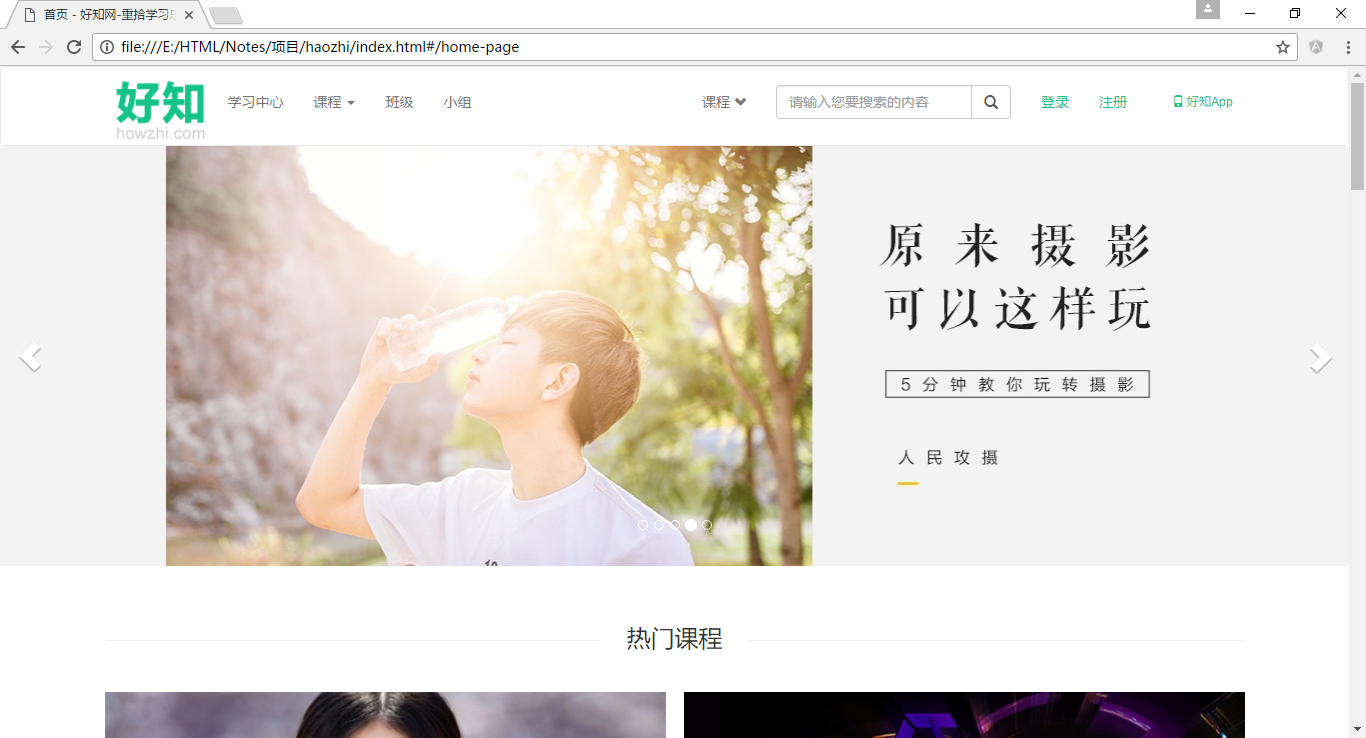 首页 - 好知网-重拾学习乐
file:///E:/HTML/Notes/项目/haozhi/index.html#/home-page
好知
howzhi.com
学习中心 课程 班级 小组 课程 请输入您要搜索的内容 登录 注册 好知App
原来摄影
可以这样玩
5分钟教你玩转摄影
人民攻摄
热门课程